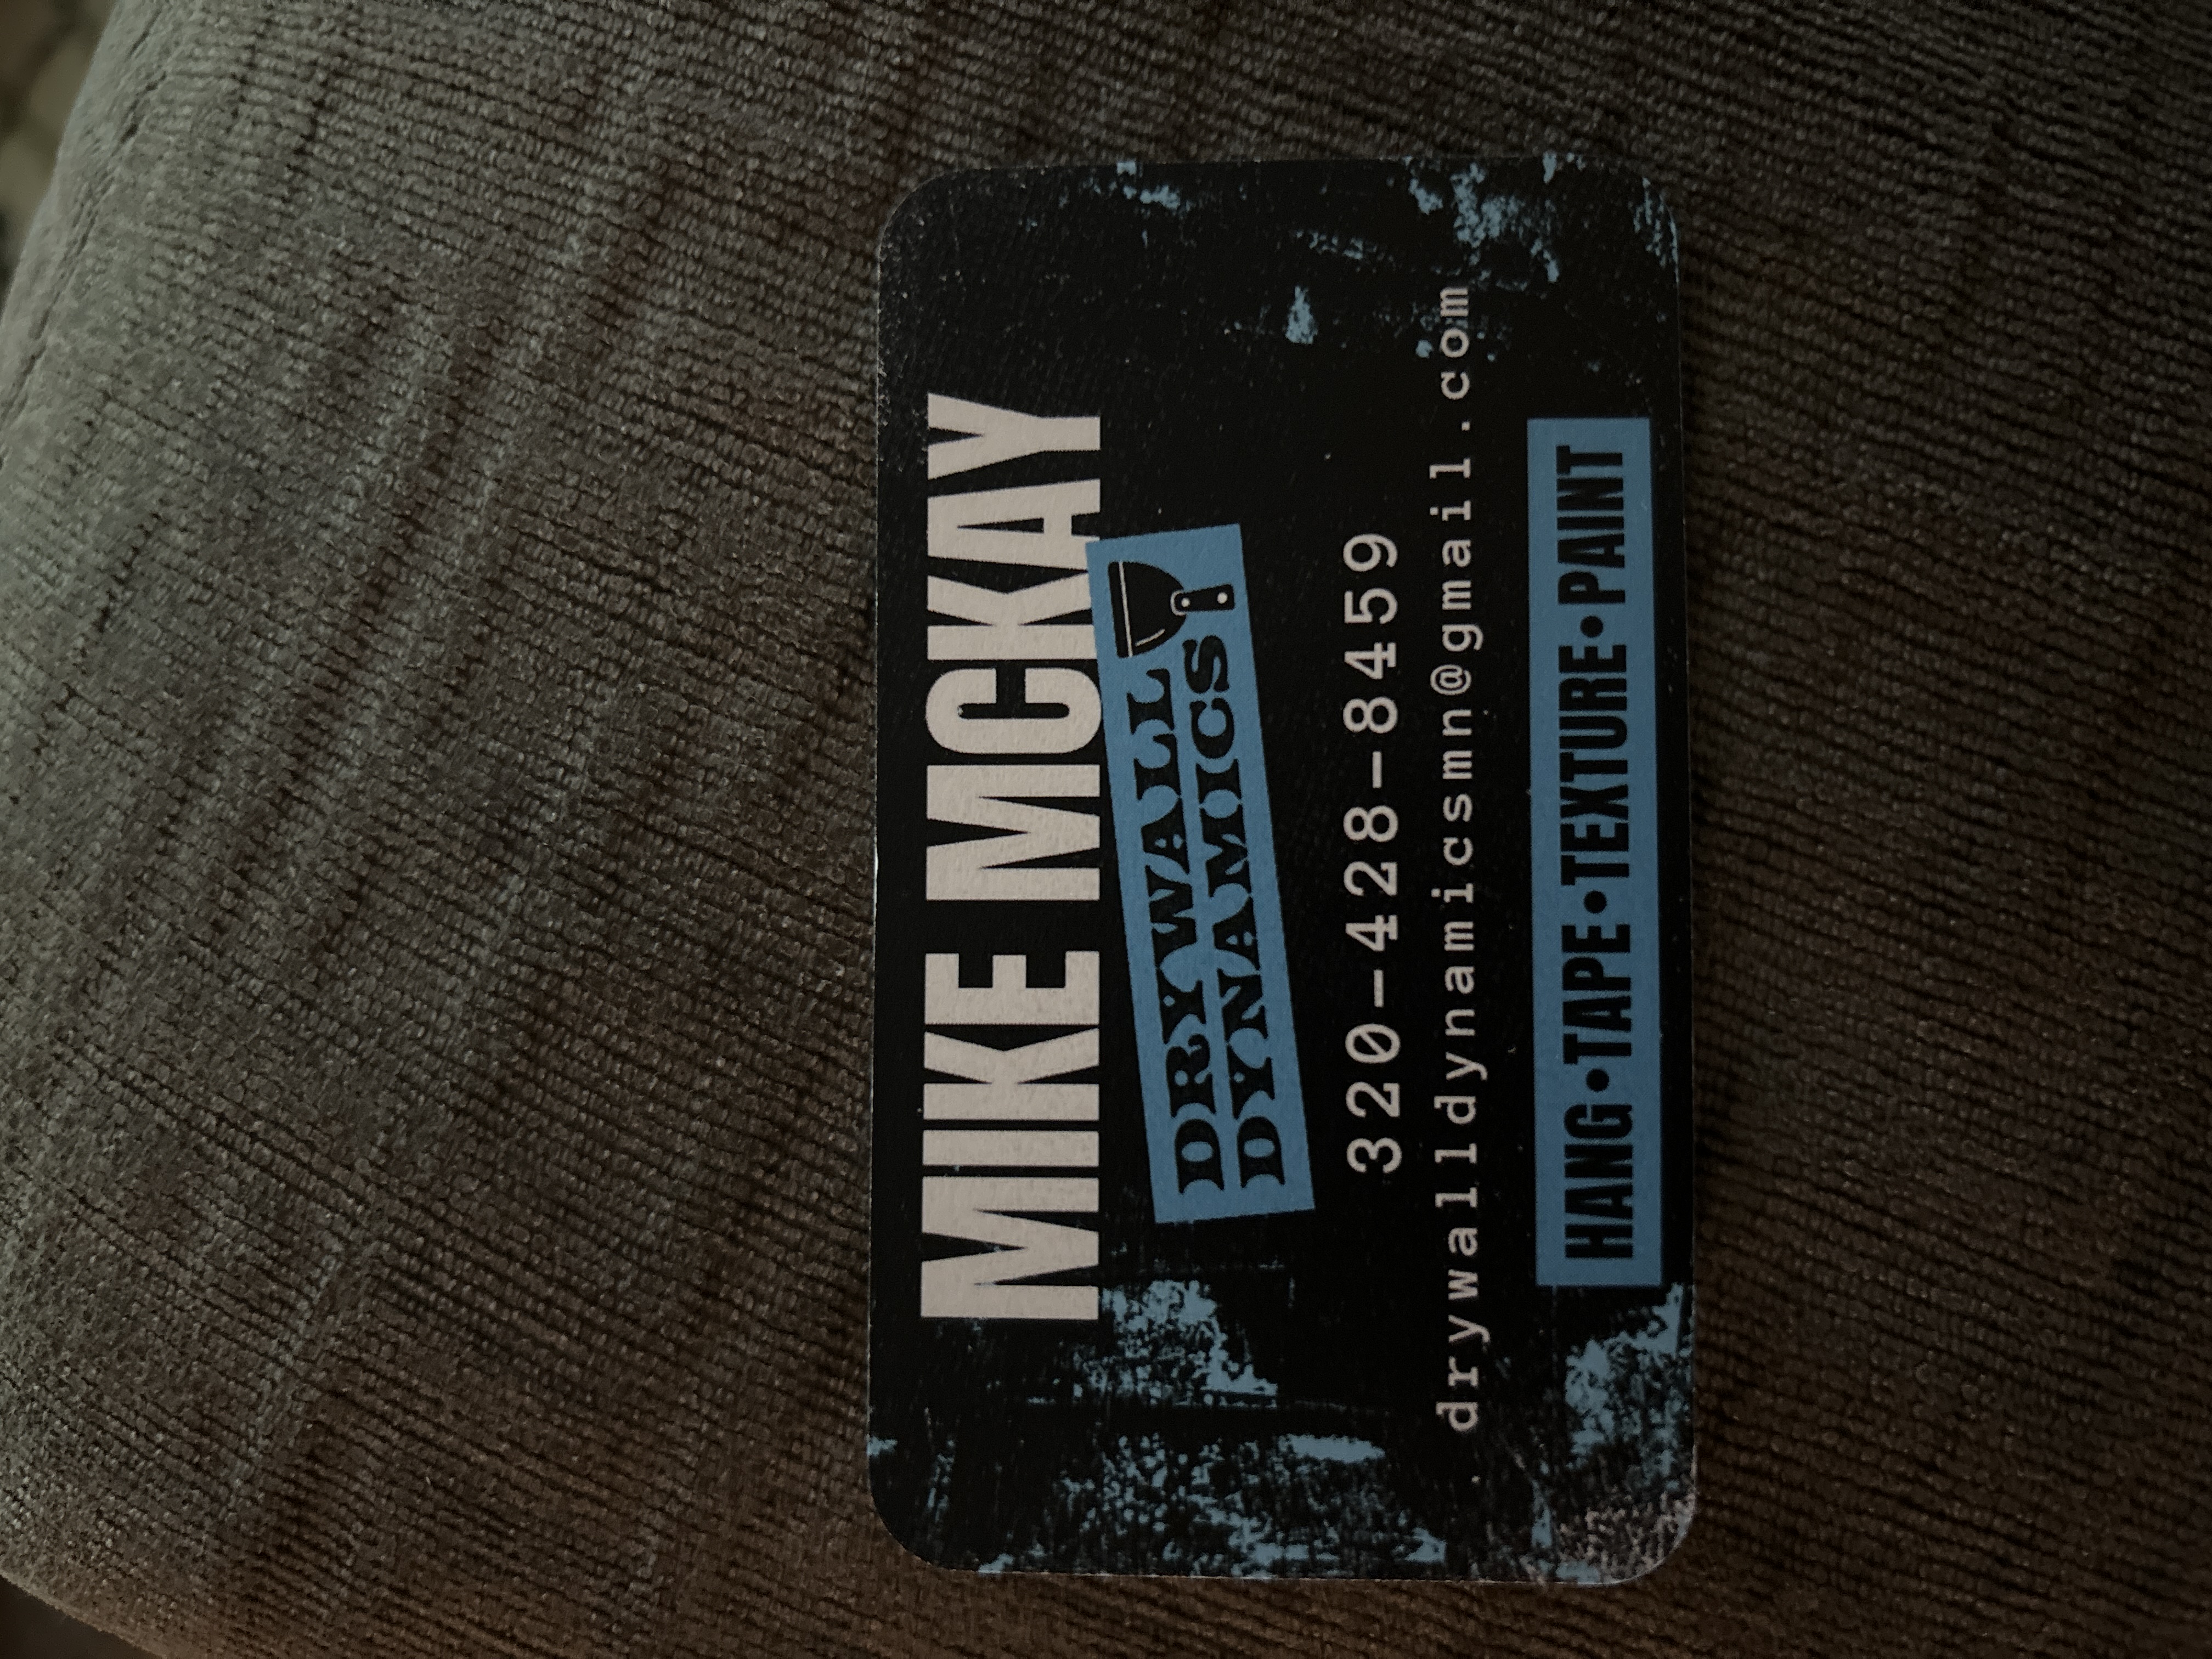 MIKE MCKAY
DRYWALL
DYNAMICS
320-428-8459
drywalldynamicsmn@gmail.com
HANG•TAPE•TEXTURE•PAINT